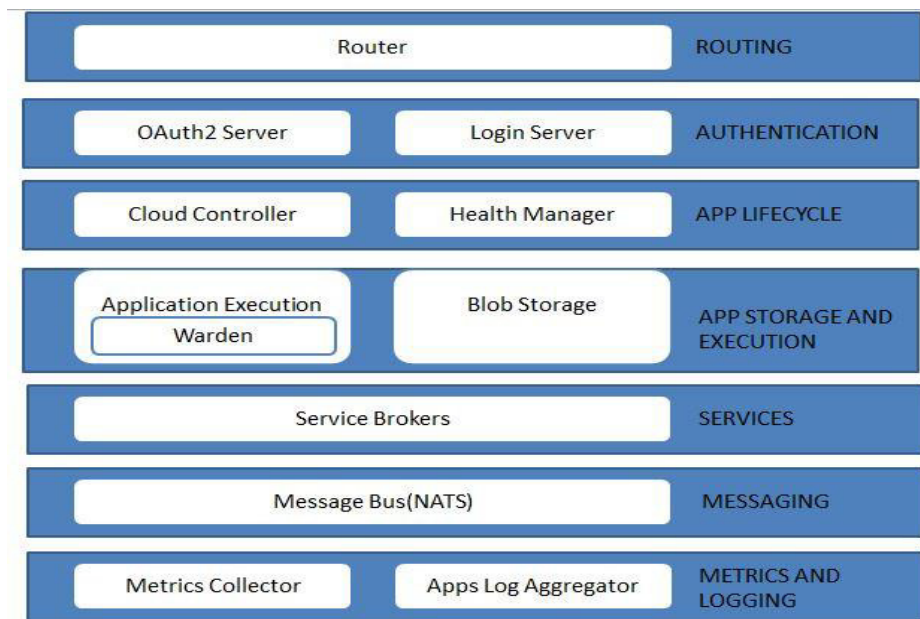 Router
ROUTING
OAuth2 Server
Login Server
AUTHENTICATION
Cloud Controller
Health Manager
APP LIFECYCLE
Application Execution
Warden
Blob Storage
APP STORAGE AND
EXECUTION
Service Brokers
SERVICES
Message Bus(NATS)
MESSAGING
Metrics Collector
Apps Log Aggregator
METRICS AND
LOGGING